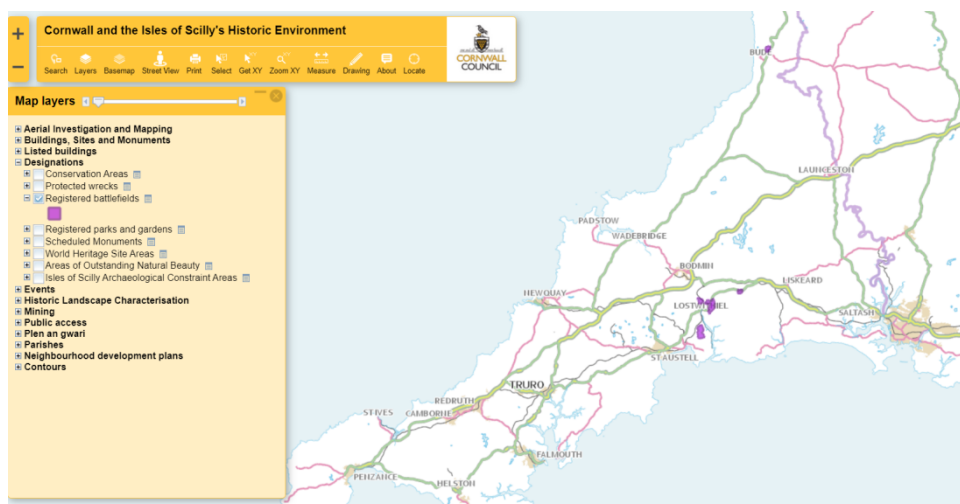 +
Cornwall and the Isles of Scilly's Historic Environment
Search Layers Basemap Street View Print Select Get XY Zoom XY Measure Drawing About Locate
−
CORNWALL
COUNCIL
Map layers
Aerial Investigation and Mapping
Buildings, Sites and Monuments
Listed buildings
Designations
Conservation Areas
Protected wrecks
Registered battlefields
Registered parks and gardens
Scheduled Monuments
World Heritage Site Areas
Areas of Outstanding Natural Beauty
Isles of Scilly Archaeological Constraint Areas
Events
Historic Landscape Characterisation
Mining
Public access
Plen an gwari
Parishes
Neighbourhood development plans
Contours
BUDE
LAUNCESTON
PADSTOW
WADEBRIDGE
BODMIN
LISKEARD
NEWQUAY
LOSTWITHIEL
SALTASH
ST AUSTELL
TRURO
REDRUTH
ST IVES
CAMBORNE
FALMOUTH
PENZANCE
HELSTON